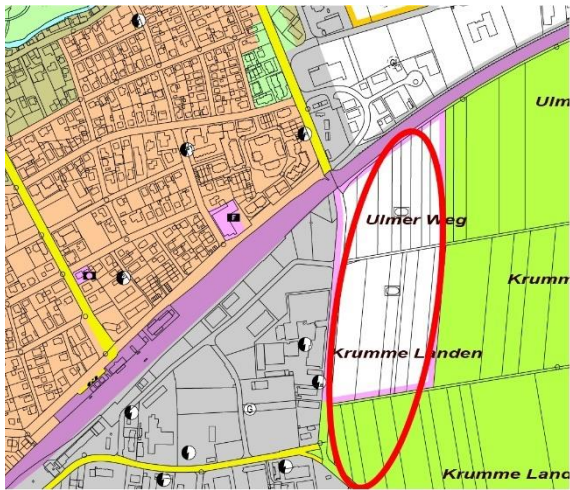 G
Ulm
Ulmer Weg
F
Krumm
Krumme Landen
G
Krumme Land